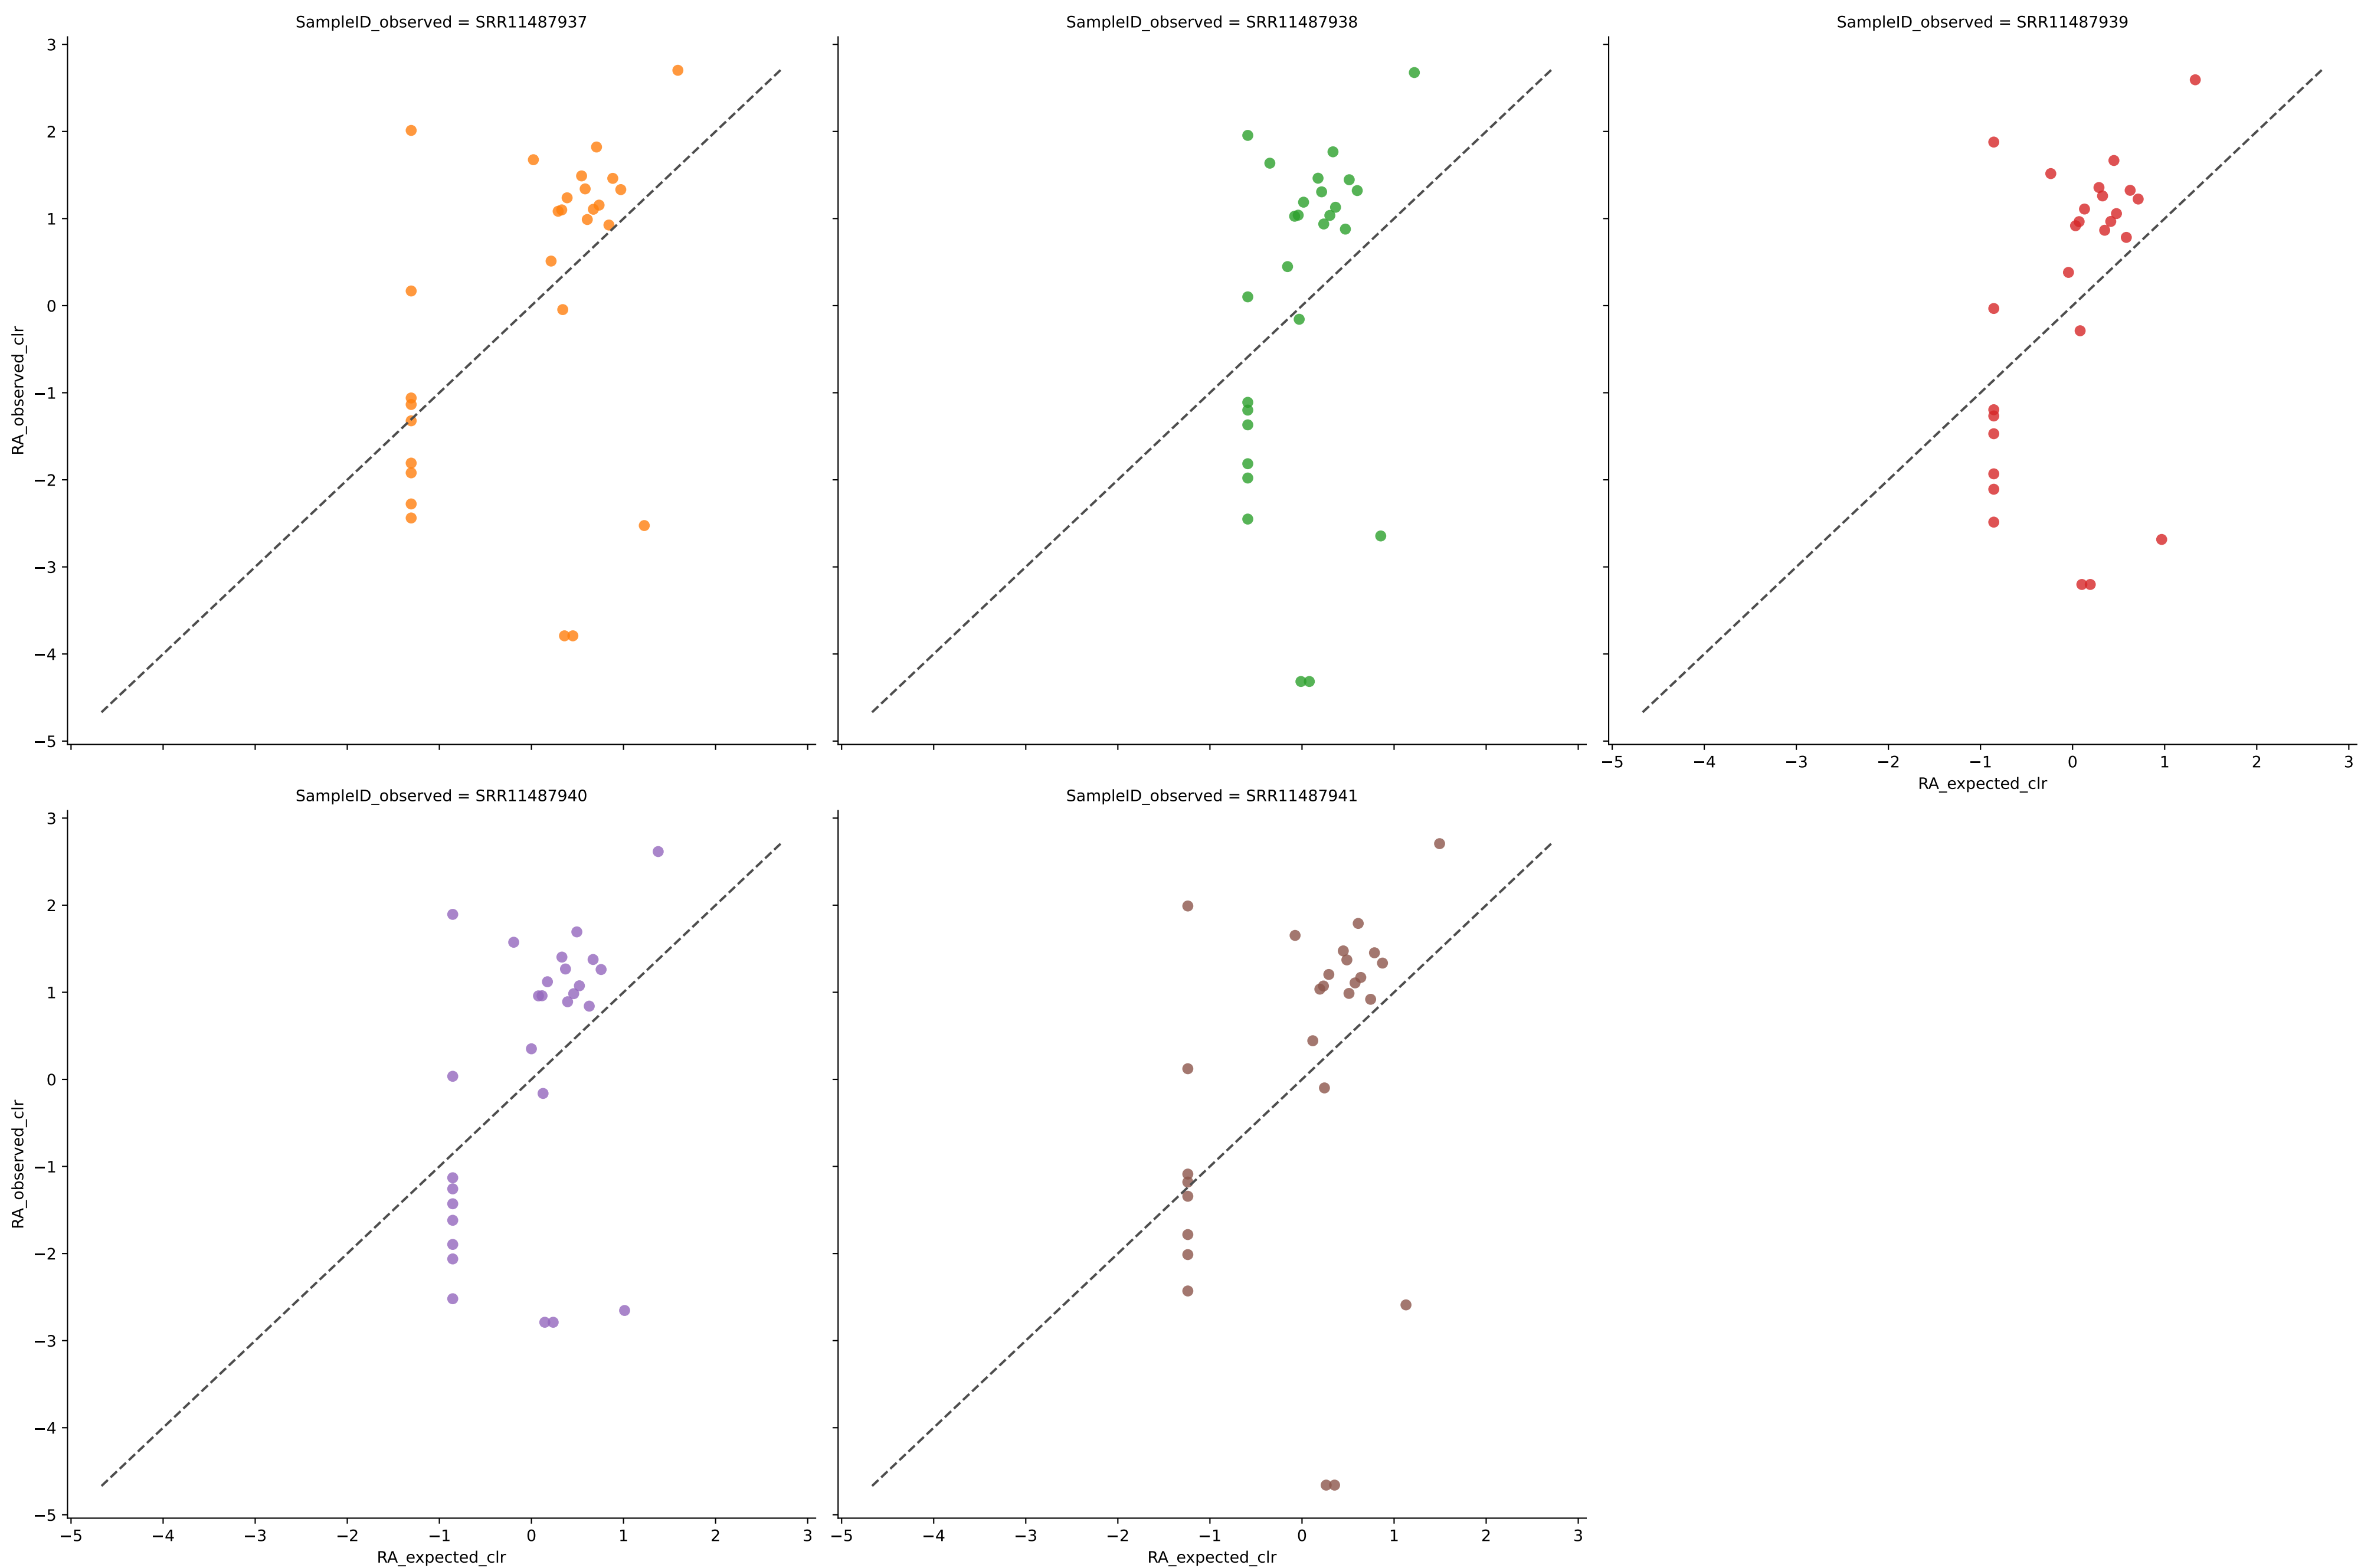 SampleID_observed = SRR11487937
SampleID_observed = SRR11487938
SampleID_observed = SRR11487939
3
2
1
0
−1
−2
−3
−4
−5
RA_observed_clr
−5 −4 −3 −2 −1 0 1 2 3
RA_expected_clr
SampleID_observed = SRR11487940
SampleID_observed = SRR11487941
3
2
1
0
−1
−2
−3
−4
−5
RA_observed_clr
−5 −4 −3 −2 −1 0 1 2 3
RA_expected_clr
−5 −4 −3 −2 −1 0 1 2 3
RA_expected_clr